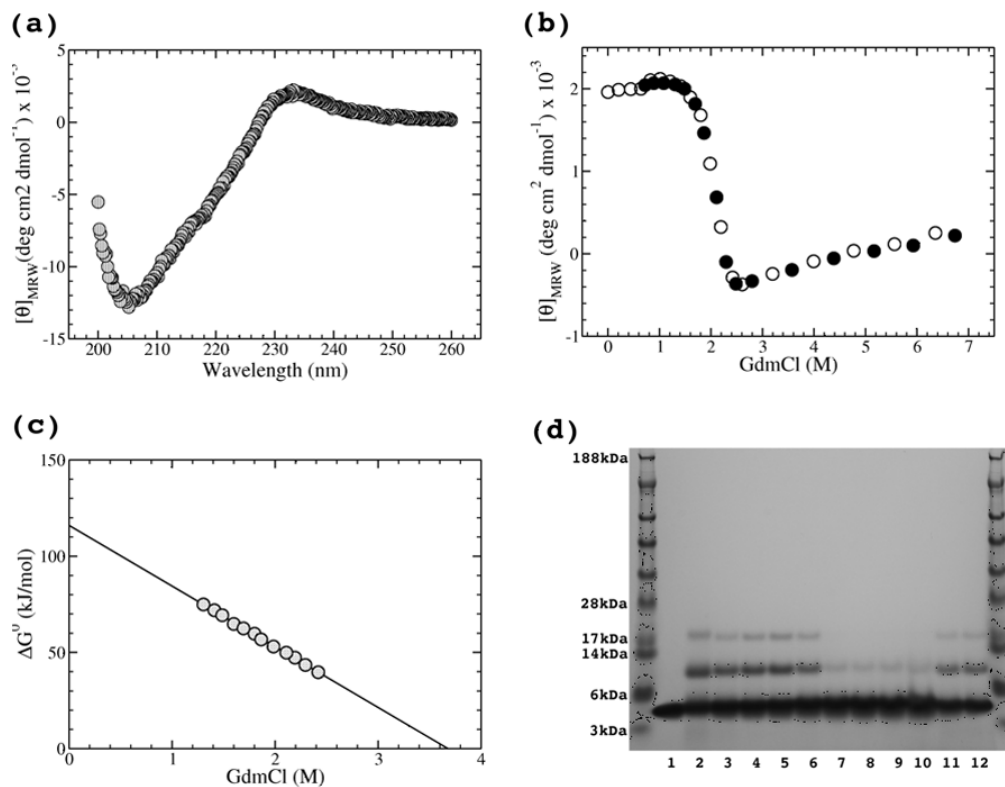 (a)
5
0
-5
-10
-15
[θ]MRW(deg cm2 dmol⁻¹) x 10⁻³
200 210 220 230 240 250 260
Wavelength (nm)
(b)
2
1
0
-1
[θ]MRW (deg cm² dmol⁻¹) x 10⁻³
0 1 2 3 4 5 6 7
GdmCl (M)
(c)
150
100
50
0
ΔGᵁ (kJ/mol)
0 1 2 3 4
GdmCl (M)
(d)
188kDa
28kDa
17kDa
14kDa
6kDa
3kDa
1 2 3 4 5 6 7 8 9 10 11 12